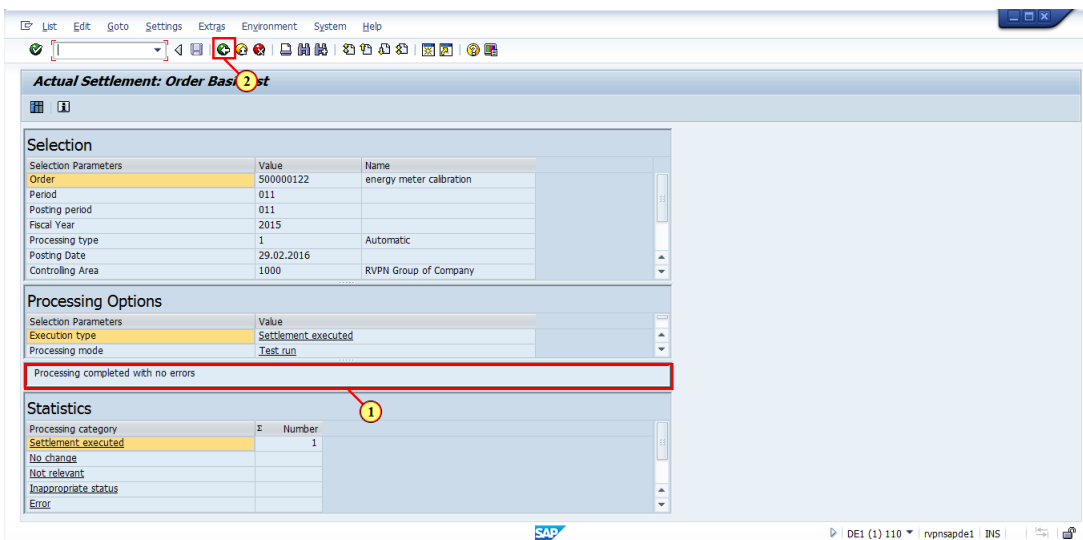 List Edit Goto Settings Extras Environment System Help
2
Actual Settlement: Order Basi st
Selection
Selection Parameters Value Name
Order 500000122 energy meter calibration
Period 011
Posting period 011
Fiscal Year 2015
Processing type 1 Automatic
Posting Date 29.02.2016
Controlling Area 1000 RVPN Group of Company
Processing Options
Selection Parameters Value
Execution type Settlement executed
Processing mode Test run
Processing completed with no errors
1
Statistics
Processing category Σ Number
Settlement executed 1
No change
Not relevant
Inappropriate status
Error
SAP DE1 (1) 110 rvpnsapde1 INS